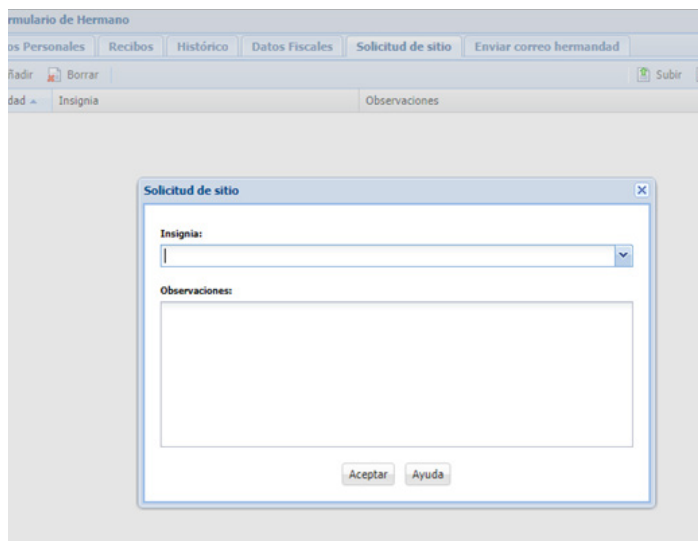 rmulario de Hermano
os Personales Recibos Histórico Datos Fiscales Solicitud de sitio Enviar correo hermandad
ñadir Borrar Subir
dad Insignia Observaciones
Solicitud de sitio
Insignia:
Observaciones:
Aceptar Ayuda